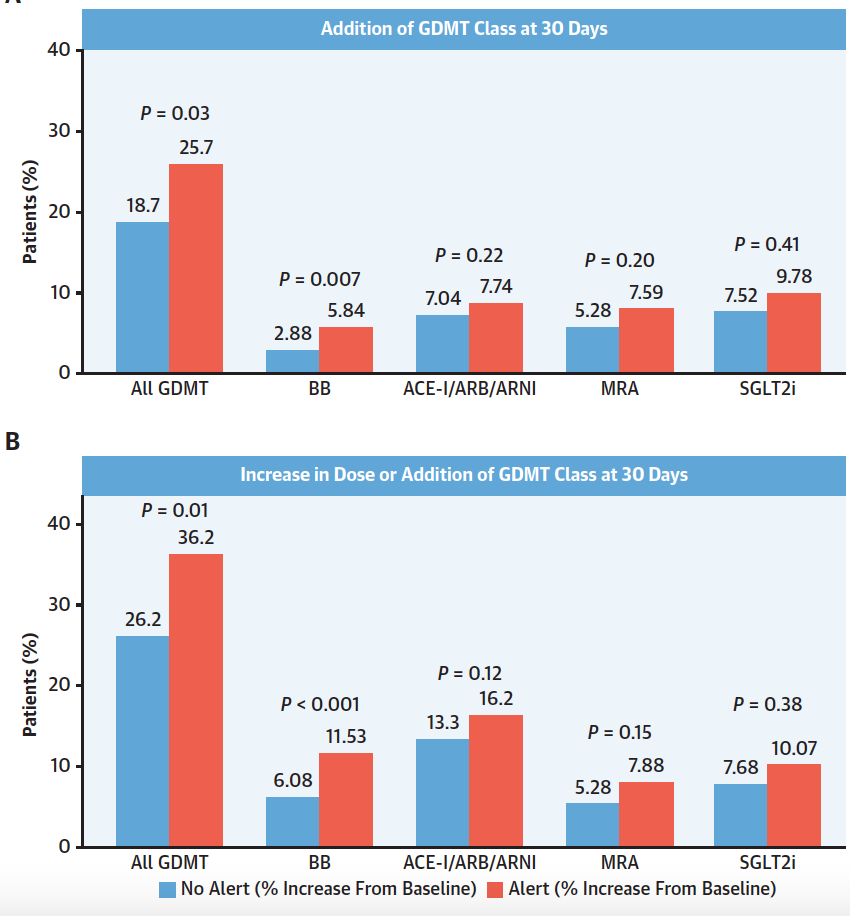 Addition of GDMT Class at 30 Days
Patients (%)
40
30
20
10
0
P = 0.03
18.7
25.7
P = 0.007
2.88
5.84
P = 0.22
7.04
7.74
P = 0.20
5.28
7.59
P = 0.41
7.52
9.78
All GDMT BB ACE-I/ARB/ARNI MRA SGLT2i
B
Increase in Dose or Addition of GDMT Class at 30 Days
Patients (%)
40
30
20
10
0
P = 0.01
26.2
36.2
P < 0.001
6.08
11.53
P = 0.12
13.3
16.2
P = 0.15
5.28
7.88
P = 0.38
7.68
10.07
All GDMT BB ACE-I/ARB/ARNI MRA SGLT2i
No Alert (% Increase From Baseline) Alert (% Increase From Baseline)